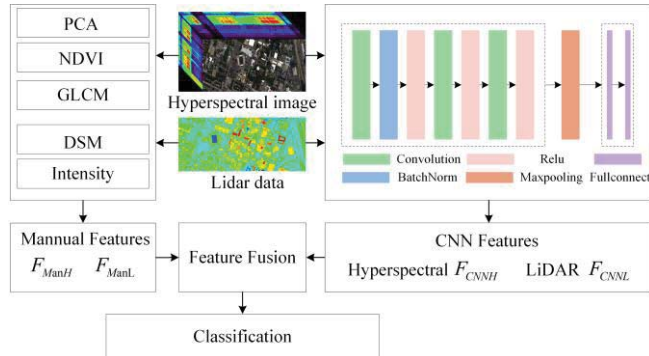 PCA
NDVI
GLCM
DSM
Intensity
Hyperspectral image
Lidar data
Convolution
Relu
BatchNorm
Maxpooling
Fullconnect
Mannual Features
F_ManH F_ManL
Feature Fusion
CNN Features
Hyperspectral F_CNNH LiDAR F_CNNL
Classification